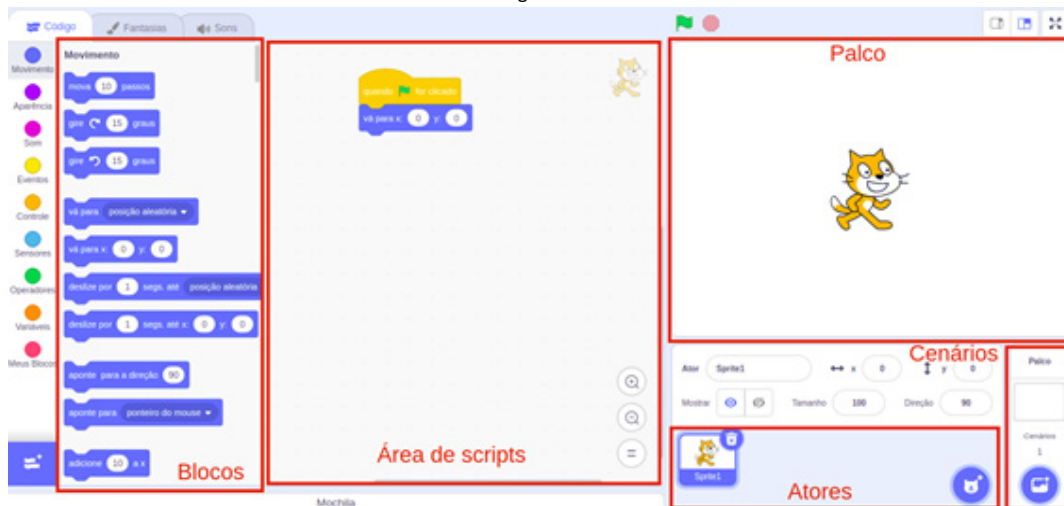 Código
Fantasias
Sons
Movimento
Aparência
Som
Eventos
Controle
Sensores
Operadores
Variáveis
Meus Blocos
Movimento
mova 10 passos
gire 15 graus
gire 15 graus
vá para posição aleatória
vá para x: 0 y: 0
deslize por 1 segs. até posição aleatória
deslize por 1 segs. até x: 0 y: 0
aponte para a direção 90
aponte para ponteiro do mouse
adicione 10 a x
Blocos
quando for clicado
vá para x: 0 y: 0
Área de scripts
Mochila
Palco
Cenários
Ator Sprite1 x 0 y 0
Mostrar Tamanho 100 Direção 90
Sprite1
Atores
Palco
Cenários
1